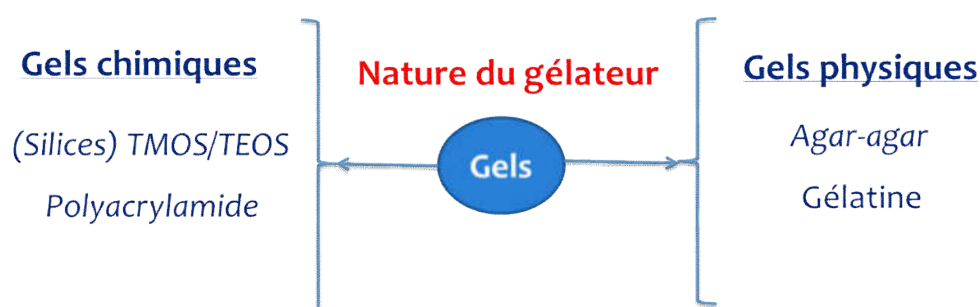 Gels chimiques
(Silices) TMOS/TEOS
Polyacrylamide
Nature du gélateur
Gels
Gels physiques
Agar-agar
Gélatine